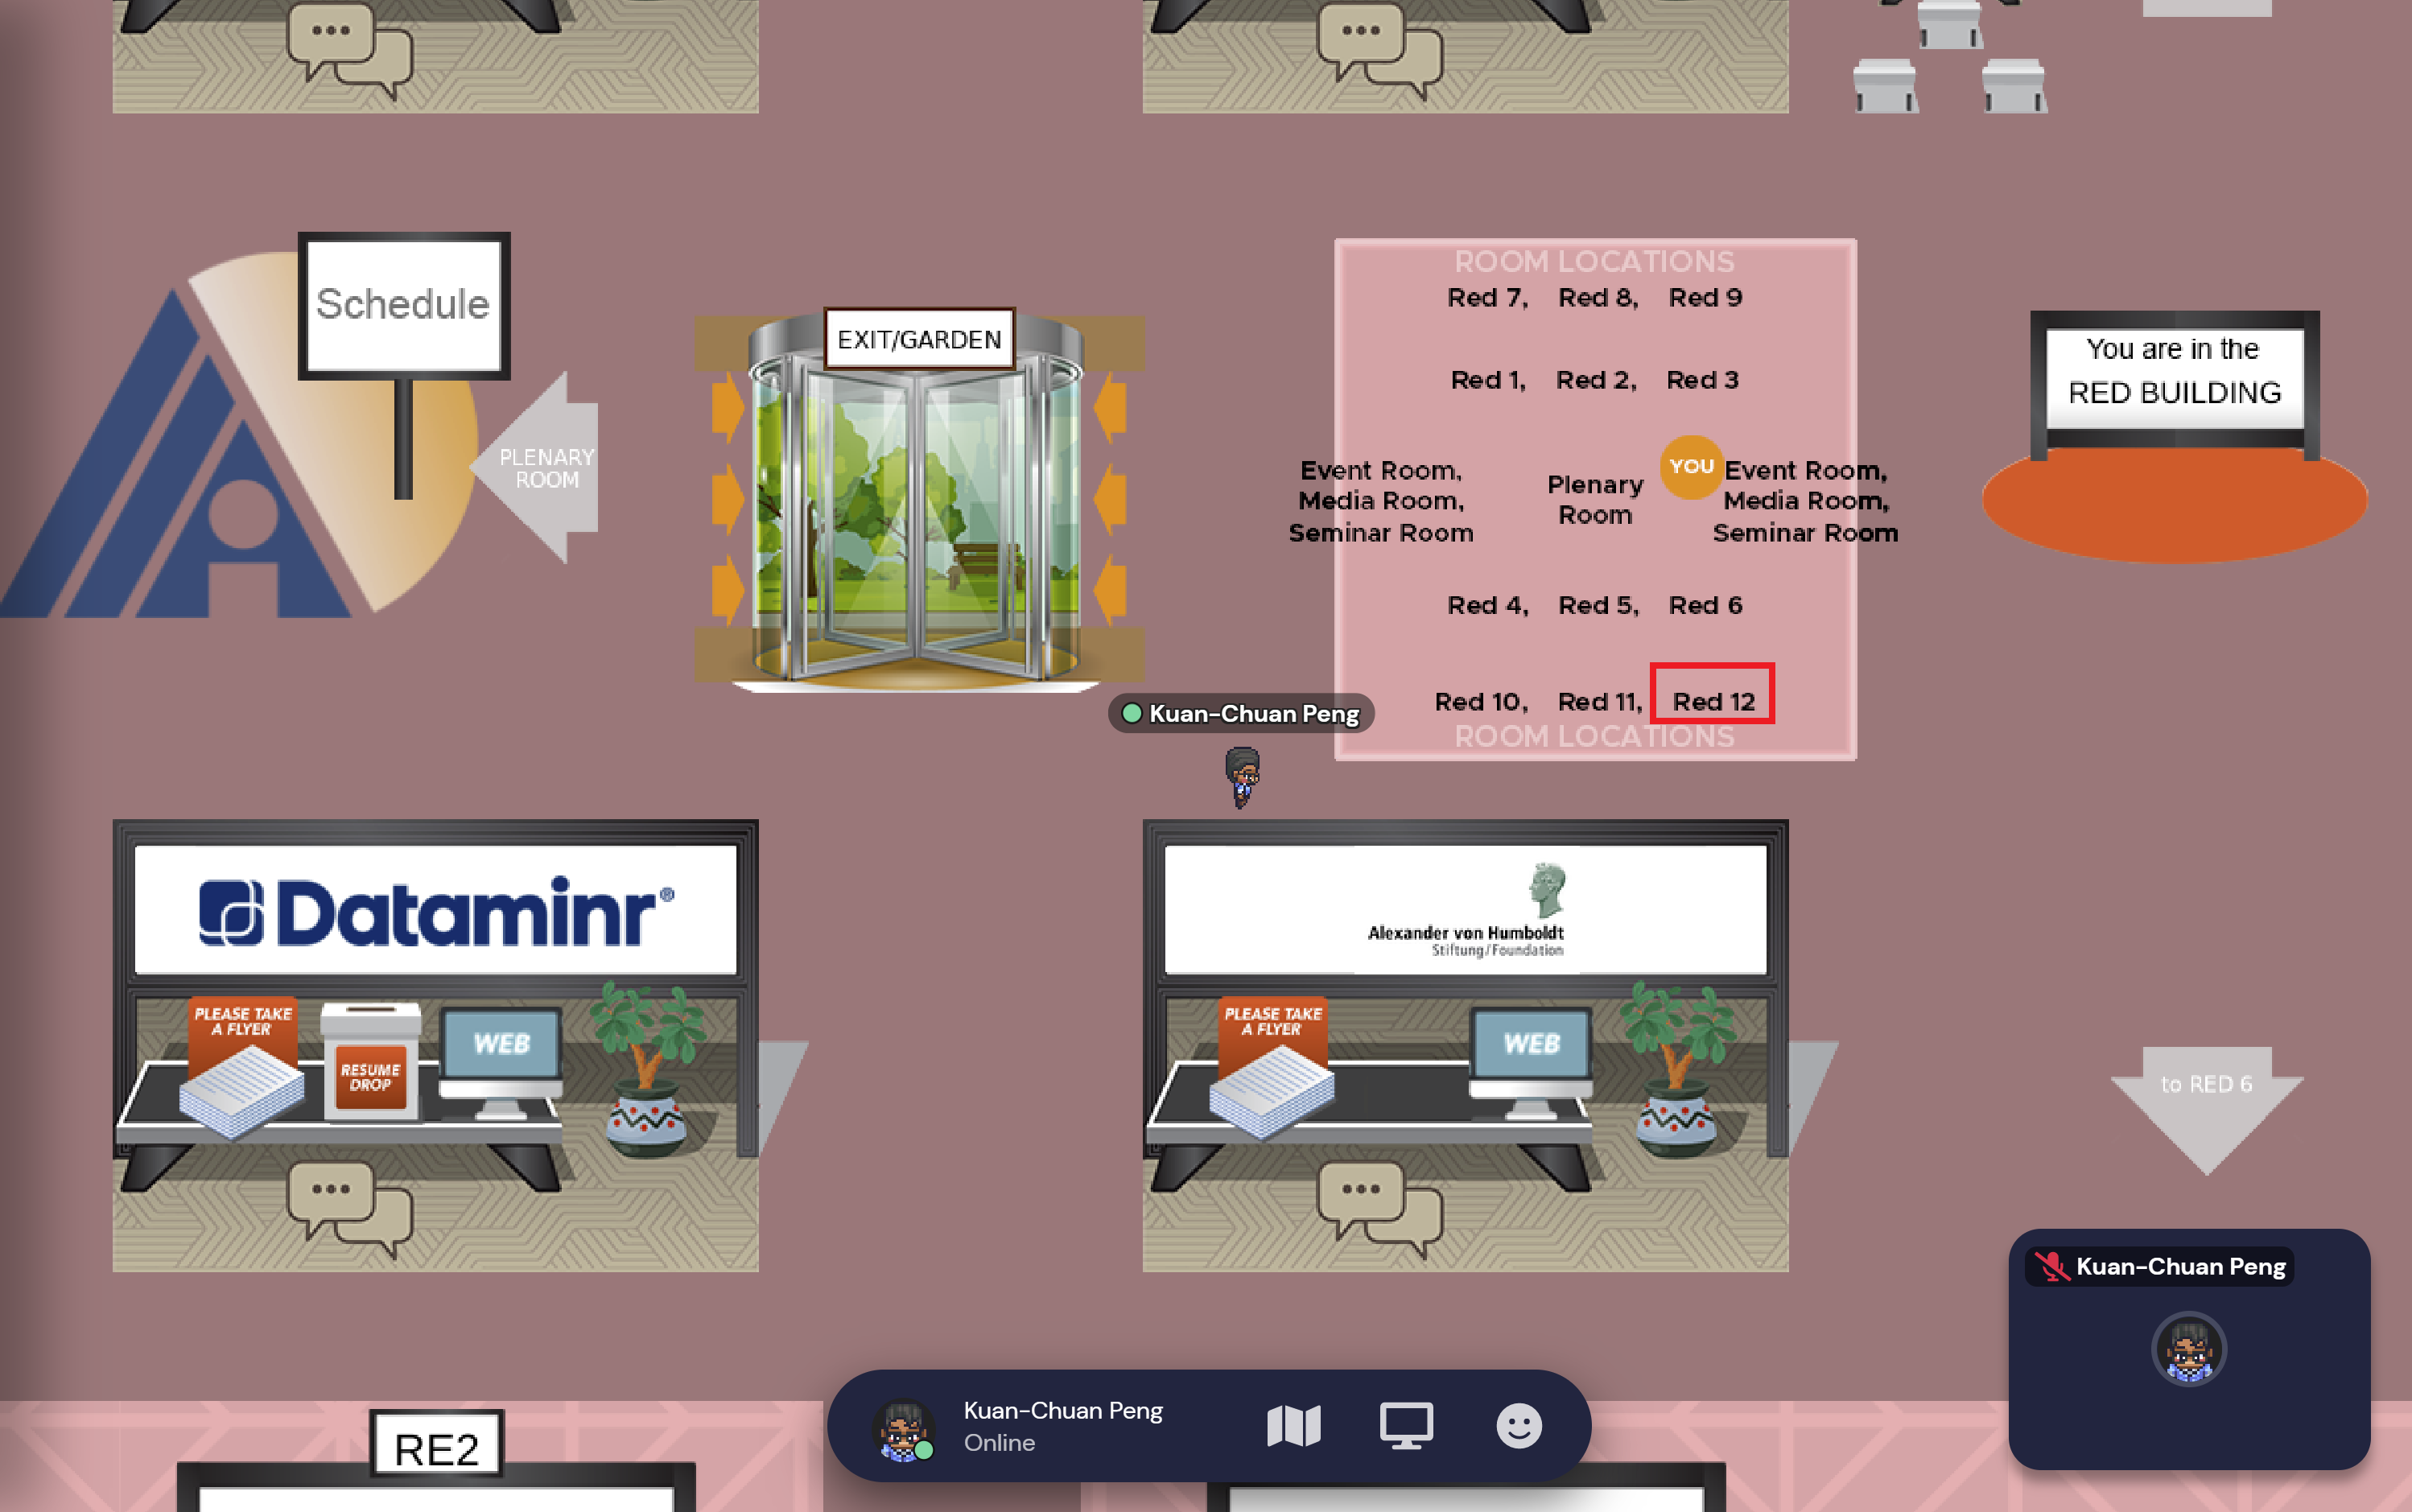 Schedule
PLENARY
ROOM
EXIT/GARDEN
ROOM LOCATIONS
Red 7, Red 8, Red 9
Red 1, Red 2, Red 3
Event Room,
Media Room,
Seminar Room
Plenary
Room
YOU
Event Room,
Media Room,
Seminar Room
Red 4, Red 5, Red 6
Red 10, Red 11, Red 12
ROOM LOCATIONS
You are in the
RED BUILDING
Kuan-Chuan Peng
Dataminr®
PLEASE TAKE
A FLYER
RESUME
DROP
WEB
Alexander von Humboldt
Stiftung/Foundation
PLEASE TAKE
A FLYER
WEB
to RED 6
Kuan-Chuan Peng
Kuan-Chuan Peng
Online
RE2